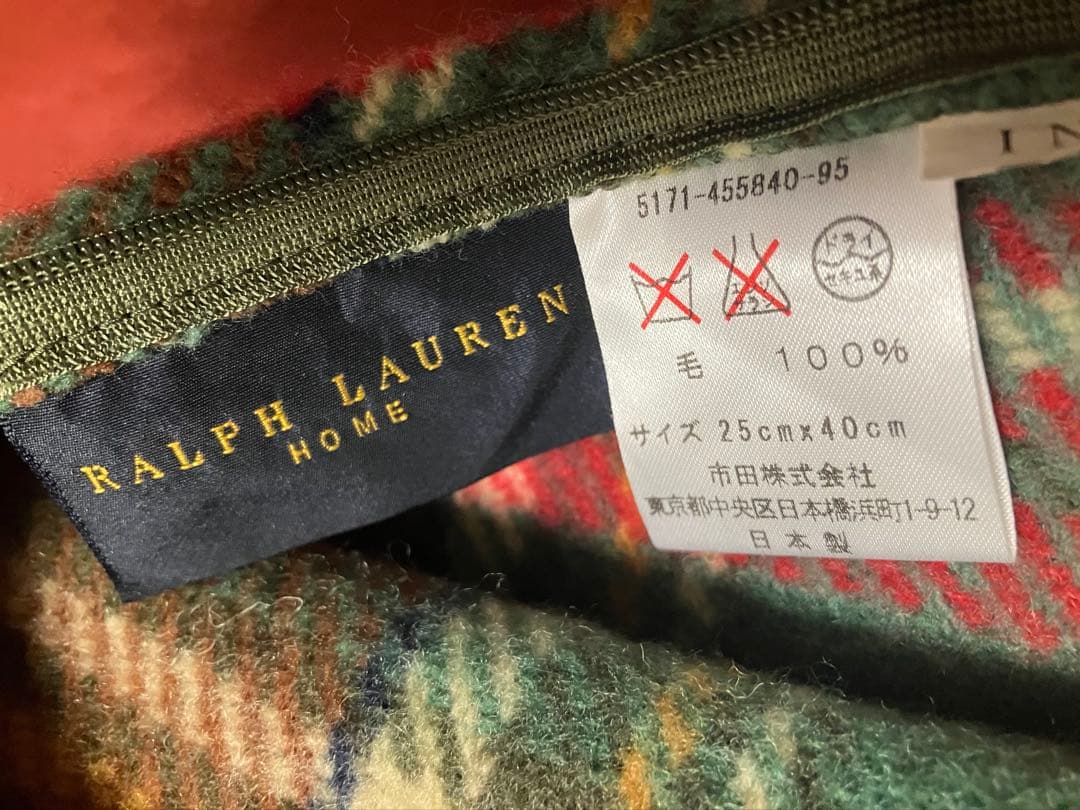 RALPH LAUREN
HOME
5171-455840-95
ドライ
セキユ系
毛 100%
サイズ 25cm×40cm
市田株式会社
東京都中央区日本橋浜町1-9-12
日本製
IN